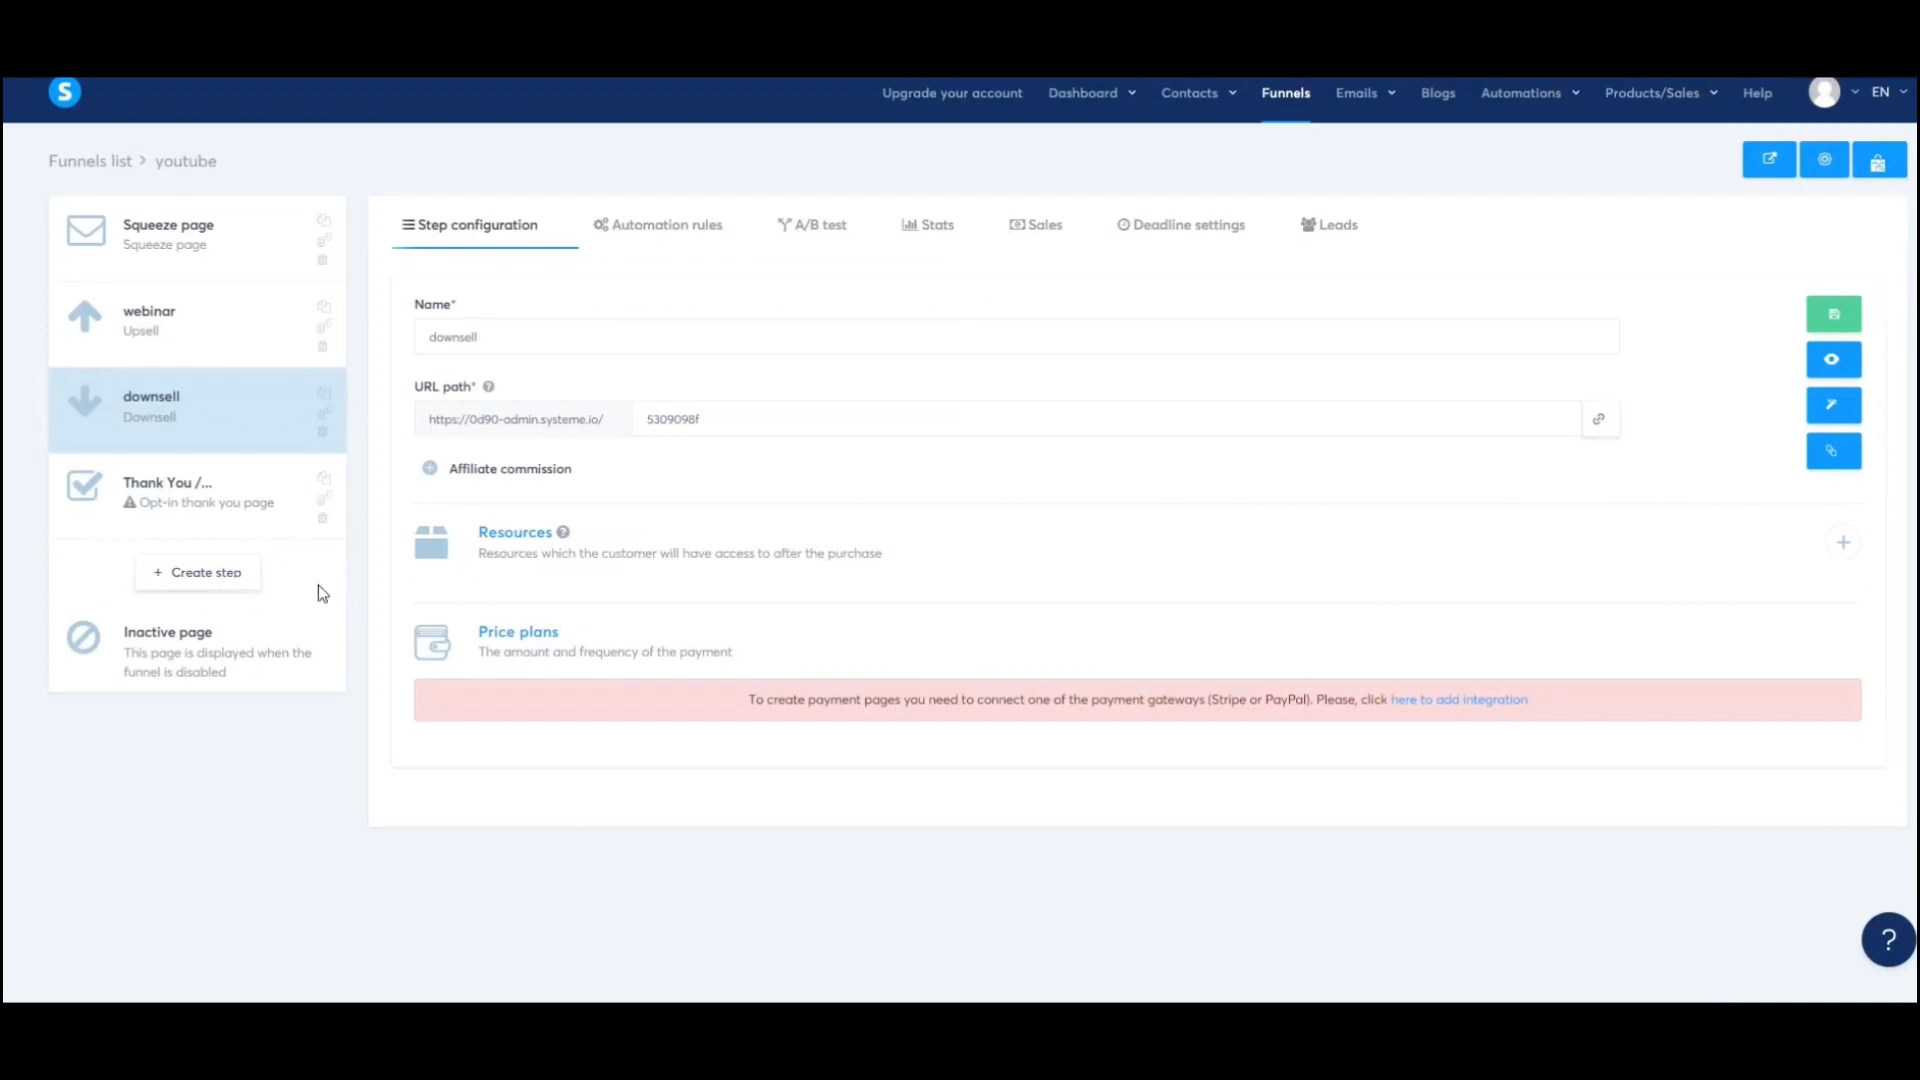 S
Upgrade your account
Dashboard
Contacts
Funnels
Emails
Blogs
Automations
Products/Sales
Help
EN
Funnels list > youtube
Squeeze page
Squeeze page
webinar
Upsell
downsell
Downsell
Thank You /...
Opt-in thank you page
+ Create step
Inactive page
This page is displayed when the
funnel is disabled
Step configuration
Automation rules
A/B test
Stats
Sales
Deadline settings
Leads
Name*
downsell
URL path* ?
https://0d90-admin.systeme.io/
5309098f
Affiliate commission
Resources ?
Resources which the customer will have access to after the purchase
Price plans
The amount and frequency of the payment
To create payment pages you need to connect one of the payment gateways (Stripe or PayPal). Please, click here to add integration
?